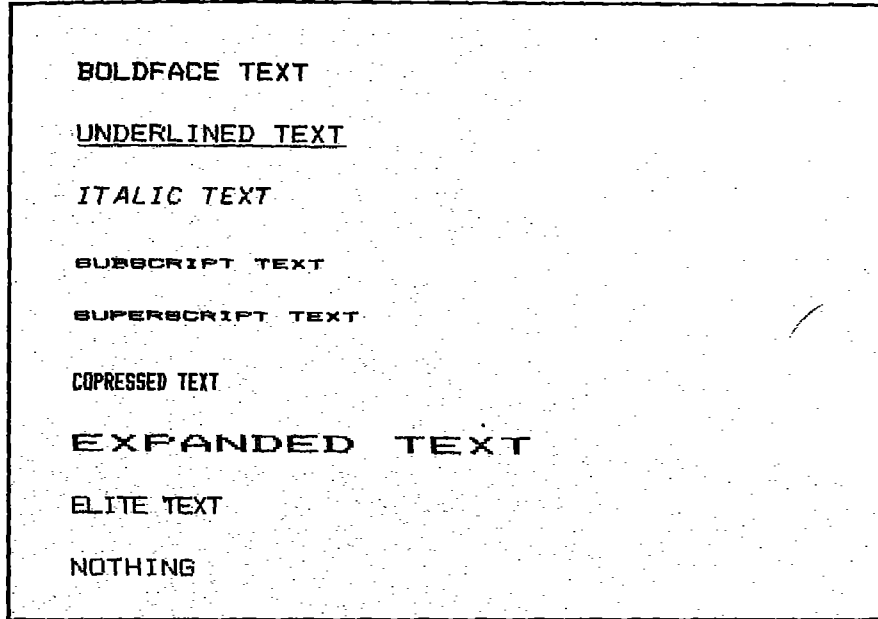 BOLDFACE TEXT
UNDERLINED TEXT
ITALIC TEXT
SUBSCRIPT TEXT
SUPERSCRIPT TEXT
COPRESSED TEXT
EXPANDED TEXT
ELITE TEXT
NOTHING